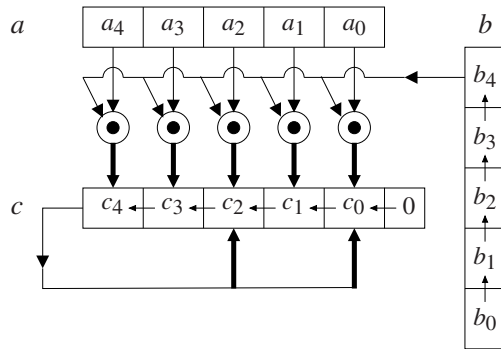 a a₄ a₃ a₂ a₁ a₀ b
b₄
b₃
b₂
b₁
b₀
c c₄ c₃ c₂ c₁ c₀ 0